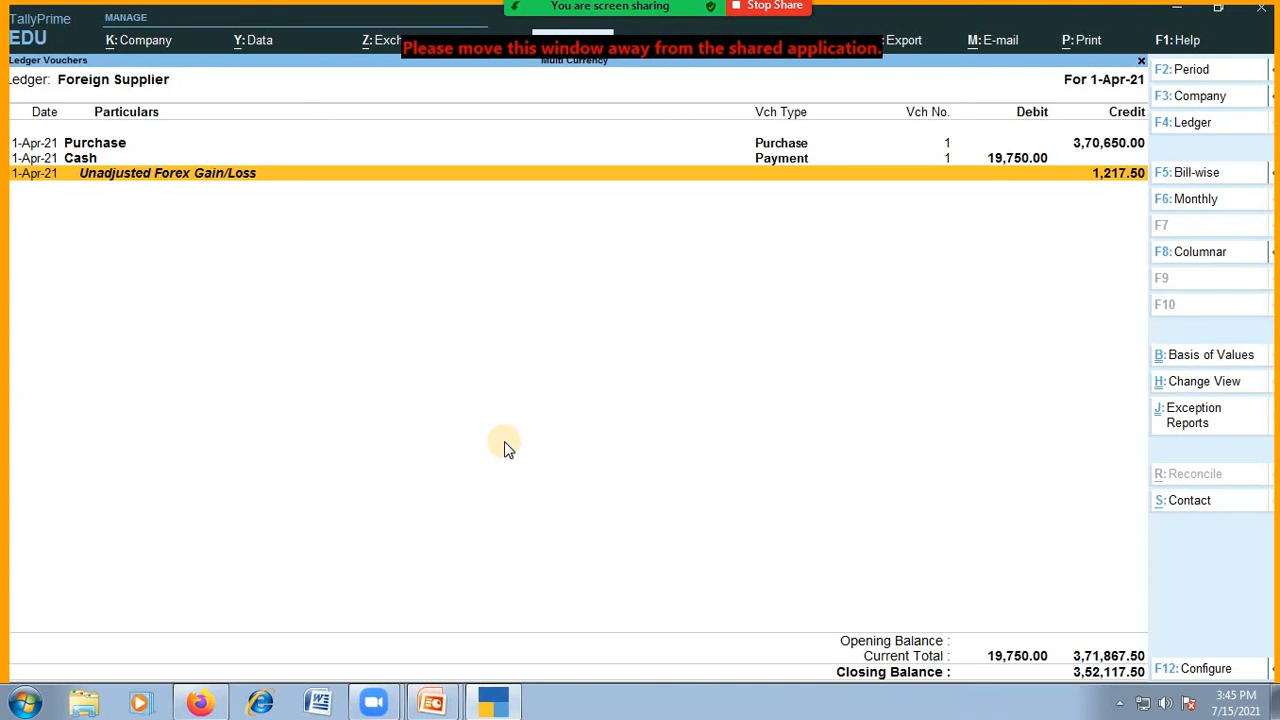 You are screen sharing Stop Share
TallyPrime MANAGE
EDU K: Company Y: Data Z: Exch Export M: E-mail P: Print F1: Help
Please move this window away from the shared application.
Ledger Vouchers Multi Currency
edger: Foreign Supplier For 1-Apr-21
Date Particulars Vch Type Vch No. Debit Credit
1-Apr-21 Purchase Purchase 1 3,70,650.00
1-Apr-21 Cash Payment 1 19,750.00
1-Apr-21 Unadjusted Forex Gain/Loss 1,217.50
Opening Balance :
Current Total : 19,750.00 3,71,867.50
Closing Balance : 3,52,117.50
F2: Period
F3: Company
F4: Ledger
F5: Bill-wise
F6: Monthly
F7
F8: Columnar
F9
F10
B: Basis of Values
H: Change View
J: Exception
Reports
R: Reconcile
S: Contact
F12: Configure
3:45 PM
7/15/2021